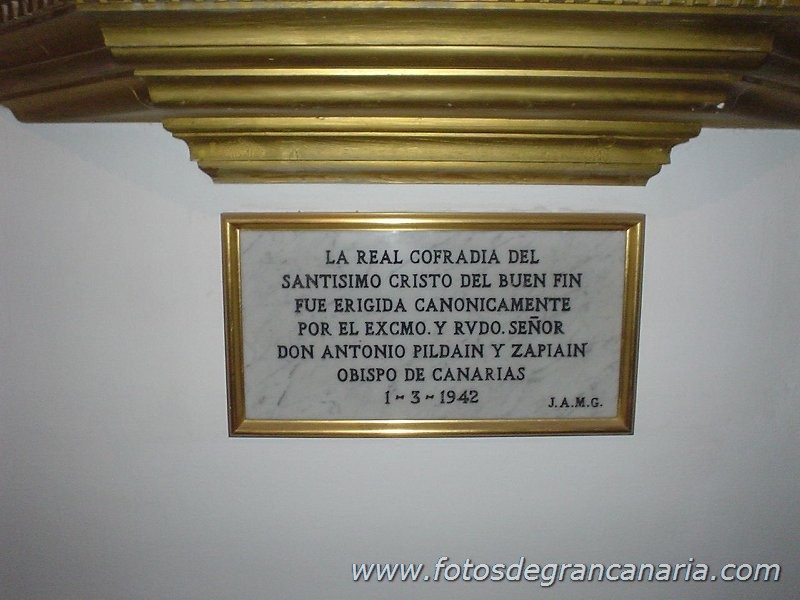 LA REAL COFRADIA DEL
SANTISIMO CRISTO DEL BUEN FIN
FUE ERIGIDA CANONICAMENTE
POR EL EXCMO. Y RVDO. SEÑOR
DON ANTONIO PILDAIN Y ZAPIAIN
OBISPO DE CANARIAS
1-3-1942
J.A.M.G.
www.fotosdegrancanaria.com